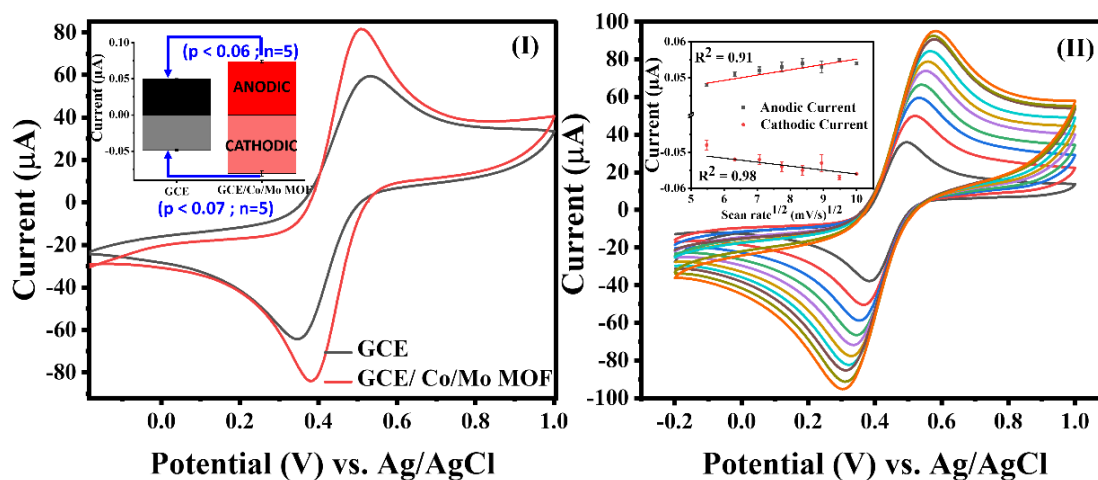 (I)
80
60
40
20
0
-20
-40
-60
-80
Current (µA)
0.10
0.05
0.00
-0.05
Current (µA)
(p < 0.06 ; n=5)
ANODIC
CATHODIC
GCE
GCE/Co/Mo MOF
(p < 0.07 ; n=5)
GCE
GCE/ Co/Mo MOF
0.0 0.2 0.4 0.6 0.8 1.0
Potential (V) vs. Ag/AgCl
(II)
100
80
60
40
20
0
-20
-40
-60
-80
-100
Current (µA)
0.06
0.05
-0.05
-0.06
Current (µA)
R² = 0.91
Anodic Current
Cathodic Current
R² = 0.98
5 6 7 8 9 10
Scan rate^1/2 (mV/s)^1/2
-0.2 0.0 0.2 0.4 0.6 0.8 1.0
Potential (V) vs. Ag/AgCl